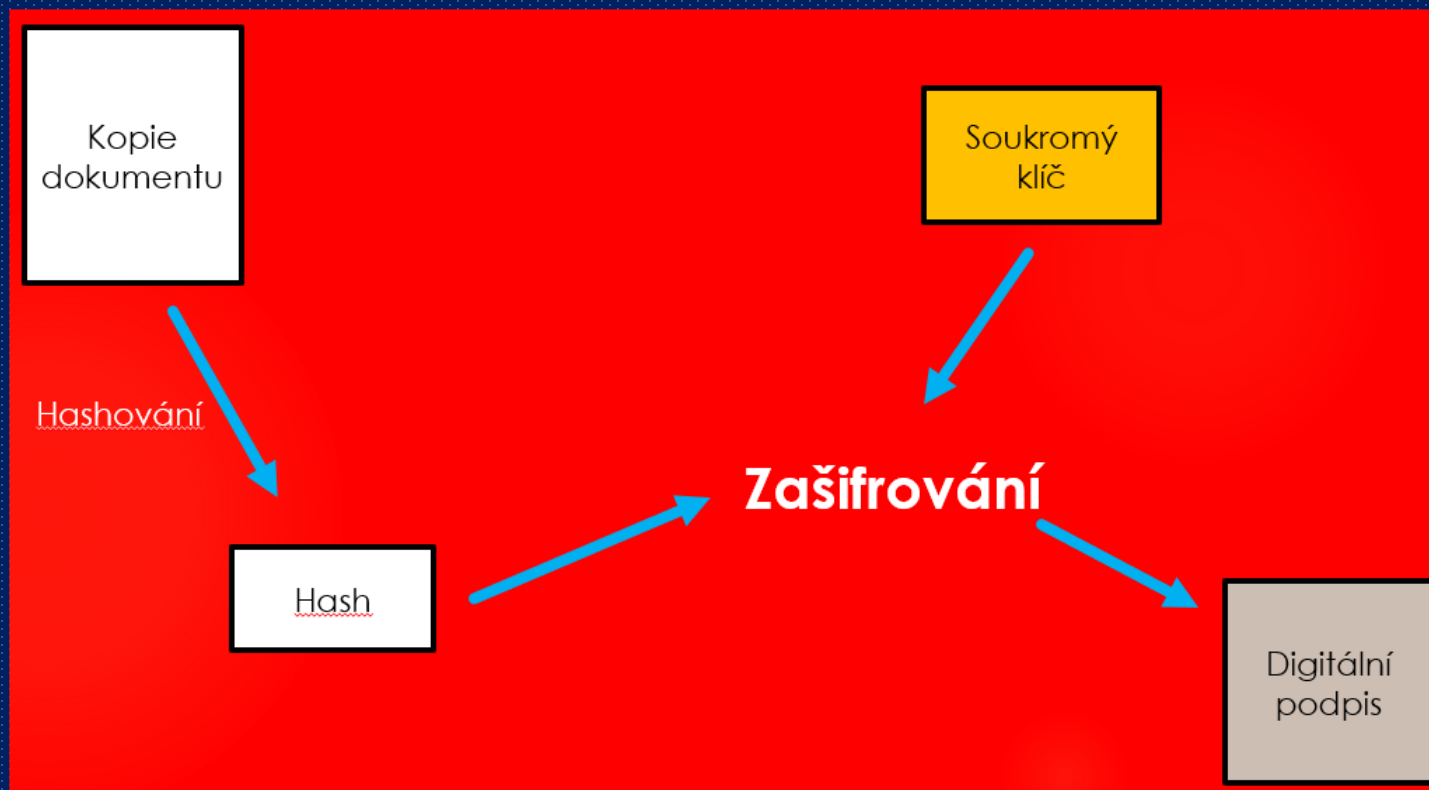 Kopie
dokumentu
Soukromý
klíč
Hashování
Zašifrování
Hash
Digitální
podpis